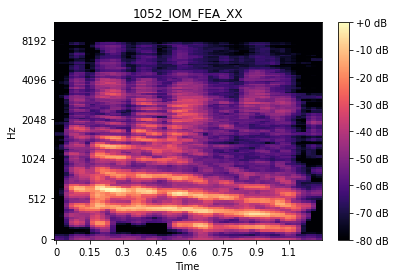 1052_IOM_FEA_XX
+0 dB
8192
-10 dB
4096
-20 dB
-30 dB
2048
Hz
-40 dB
1024
-50 dB
-60 dB
512
-70 dB
0
-80 dB
0 0.15 0.3 0.45 0.6 0.75 0.9 1.1
Time